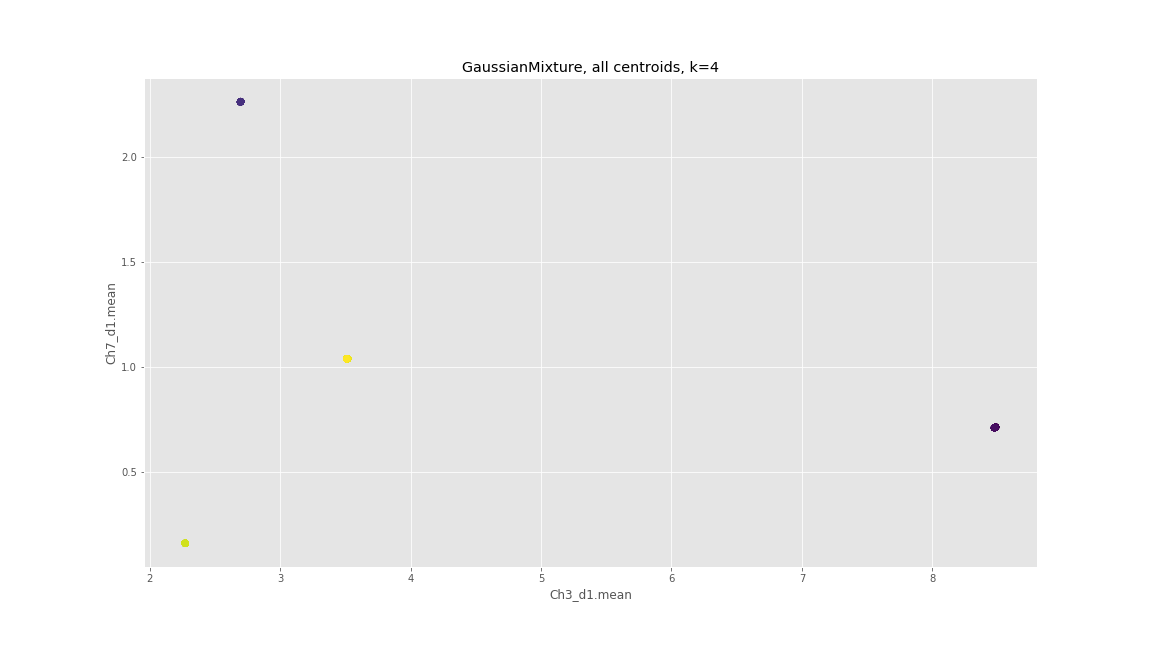 GaussianMixture, all centroids, k=4
2.0
1.5
1.0
0.5
Ch7_d1.mean
2 3 4 5 6 7 8
Ch3_d1.mean